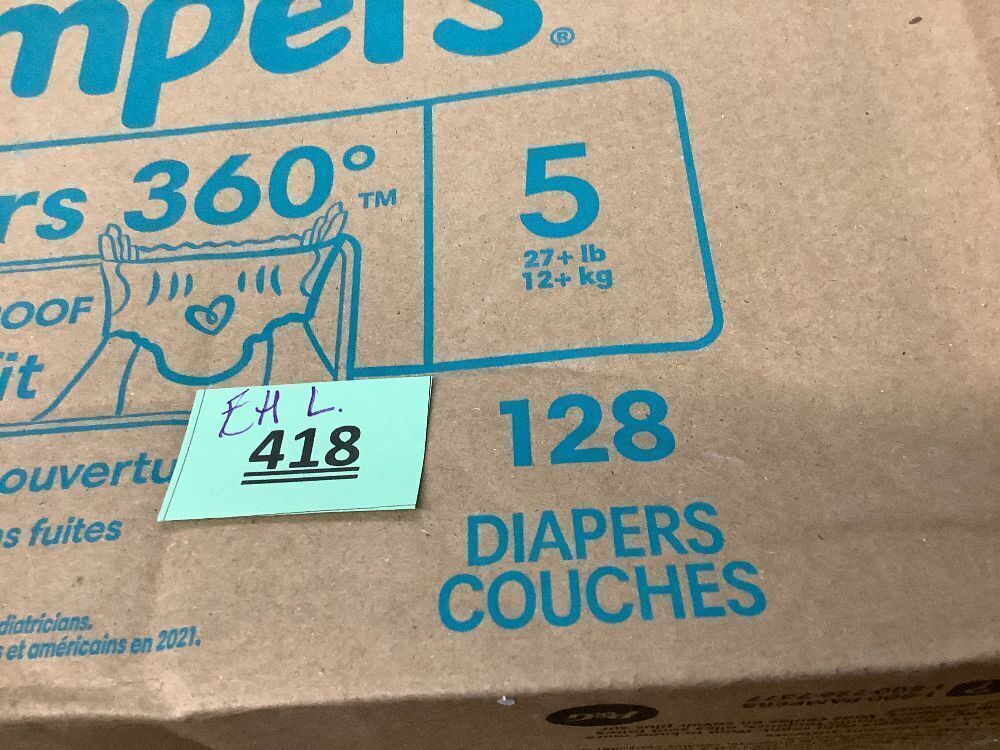 mpers®
rs 360°™
5
27+ lb
12+ kg
OOF
it
EH L.
418
128
DIAPERS
COUCHES
ouvertu
s fuites
diatricians.
s et américains en 2021.
P&G